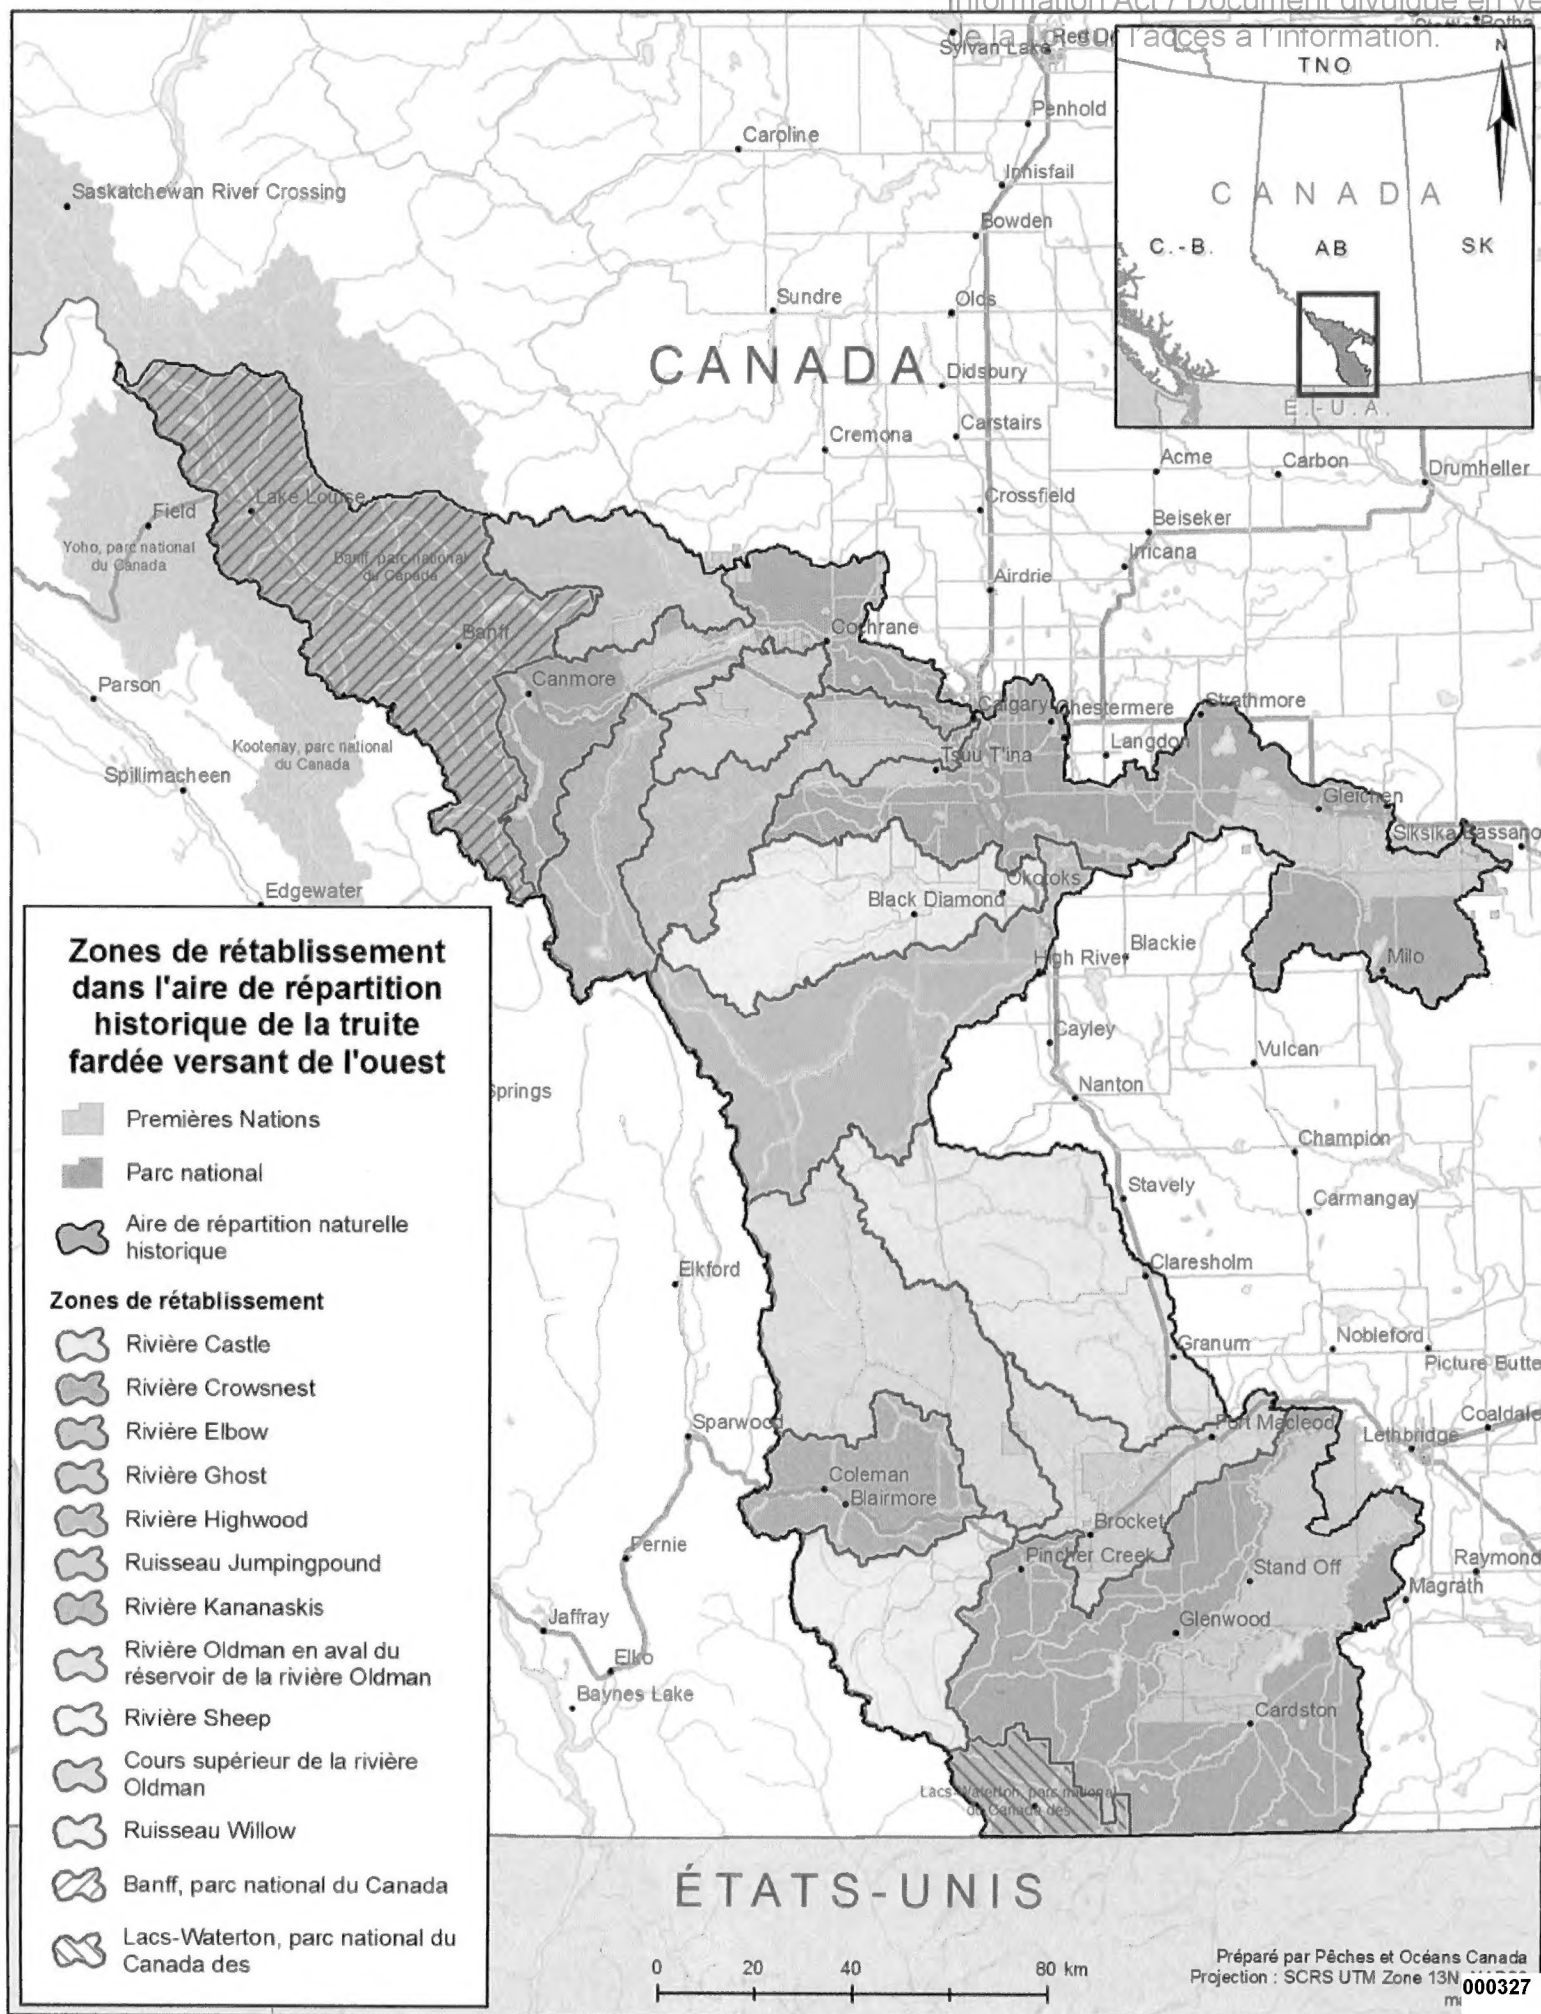 Information Act / Document divulgué en ve
de la Loi sur l'accès à l'information.
Sylvan Lake
Penhold
Caroline
Innisfail
Saskatchewan River Crossing
Bowden
Sundre
Olds
CANADA
Didsbury
Carstairs
Cremona
Acme
Carbon
Drumheller
Crossfield
Lake Louise
Field
Beiseker
Irricana
Yoho, parc national
du Canada
Banff, parc national
du Canada
Airdrie
Cochrane
Banff
Canmore
Parson
Calgary
Chestermere
Strathmore
Langdon
Kootenay, parc national
du Canada
Tsuu T'ina
Spillimacheen
Gleichen
Siksika
Bassano
Edgewater
Okotoks
Black Diamond
High River
Blackie
Milo
Cayley
Vulcan
Nanton
Springs
Champion
Stavely
Carmangay
Elkford
Claresholm
Granum
Nobleford
Picture Butte
Sparwood
Fort Macleod
Coaldale
Lethbridge
Coleman
Blairmore
Brocket
Fernie
Pincher Creek
Stand Off
Raymond
Magrath
Jaffray
Glenwood
Elko
Baynes Lake
Cardston
Lacs-Waterton, parc national
du Canada des
ÉTATS-UNIS
N
TNO
CANADA
C.-B.
AB
SK
É.-U.A.
Zones de rétablissement
dans l'aire de répartition
historique de la truite
fardée versant de l'ouest
Premières Nations
Parc national
Aire de répartition naturelle
historique
Zones de rétablissement
Rivière Castle
Rivière Crowsnest
Rivière Elbow
Rivière Ghost
Rivière Highwood
Ruisseau Jumpingpound
Rivière Kananaskis
Rivière Oldman en aval du
réservoir de la rivière Oldman
Rivière Sheep
Cours supérieur de la rivière
Oldman
Ruisseau Willow
Banff, parc national du Canada
Lacs-Waterton, parc national du
Canada des
0 20 40 80 km
Préparé par Pêches et Océans Canada
Projection : SCRS UTM Zone 13N
000327